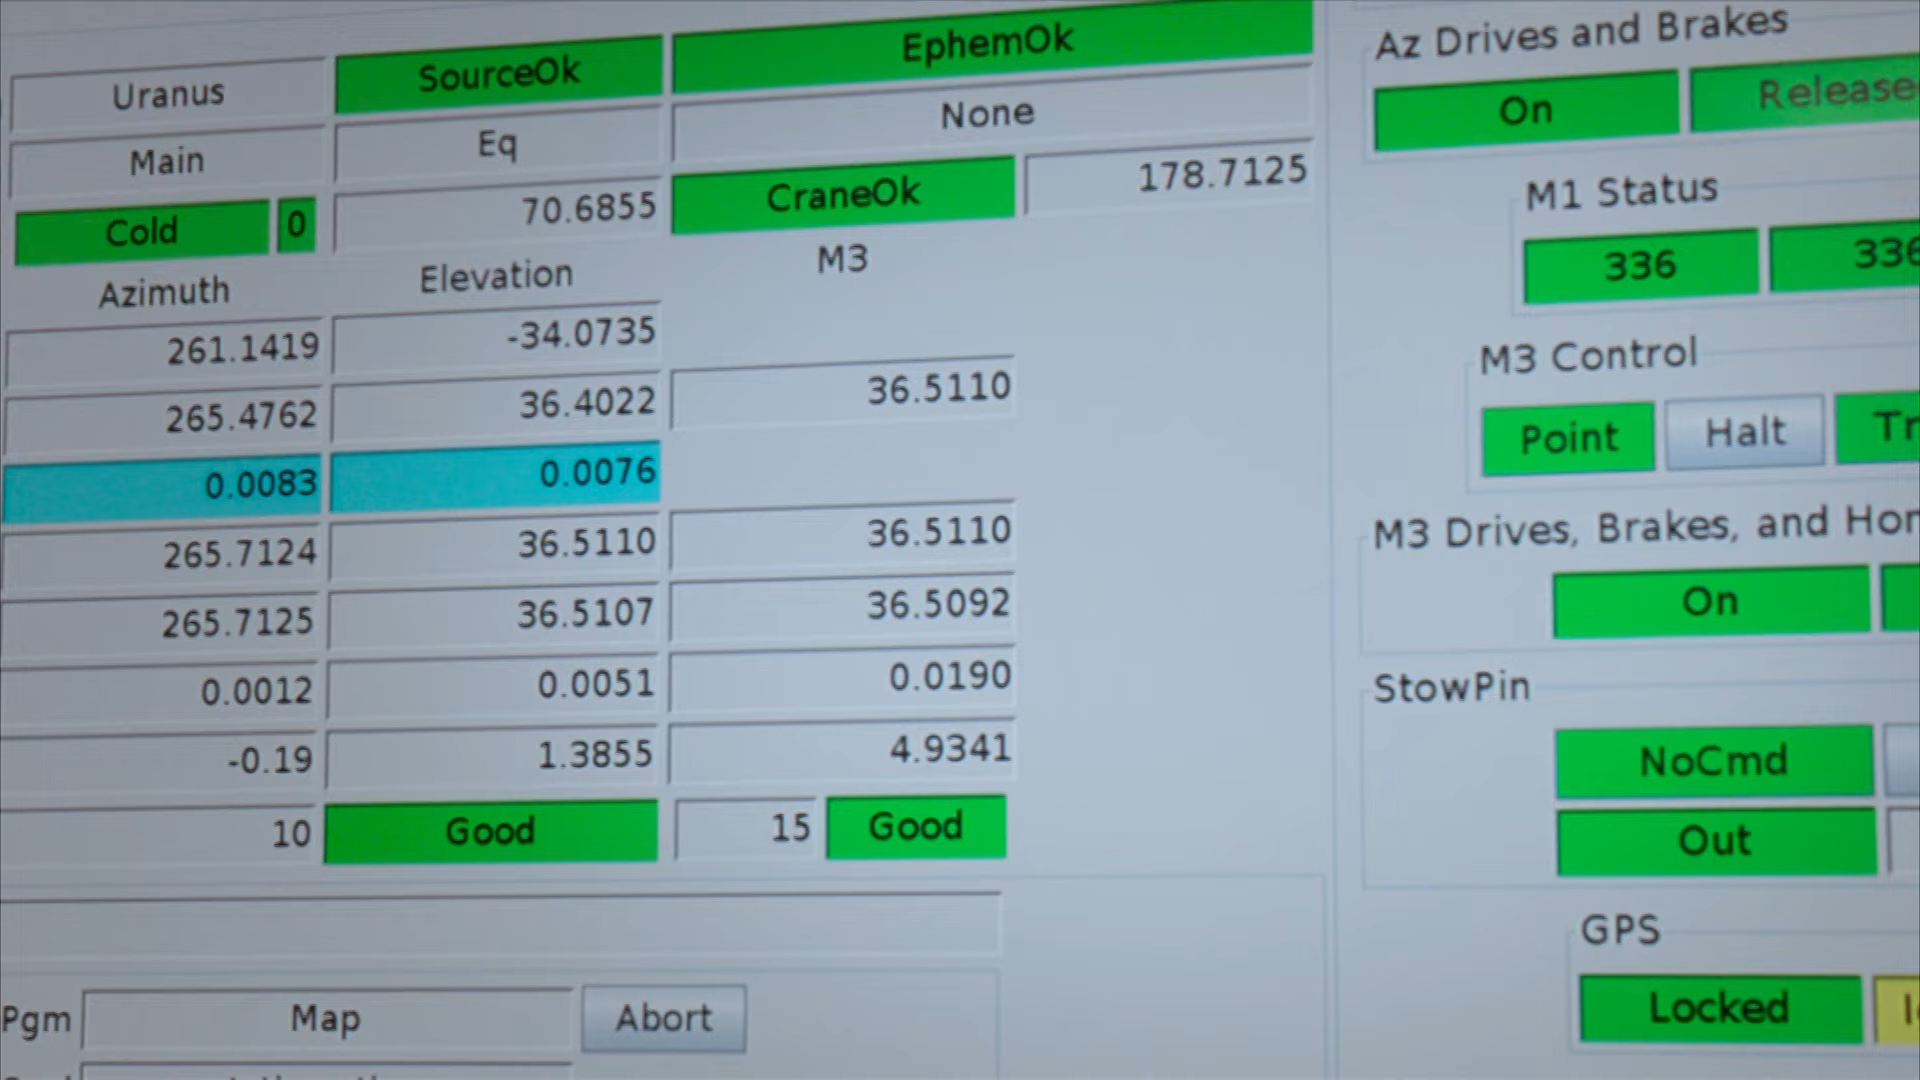 Uranus SourceOk EphemOk
Main Eq None
Cold 0 70.6855 CraneOk 178.7125
Azimuth Elevation M3
261.1419 -34.0735
265.4762 36.4022 36.5110
0.0083 0.0076
265.7124 36.5110 36.5110
265.7125 36.5107 36.5092
0.0012 0.0051 0.0190
-0.19 1.3855 4.9341
10 Good 15 Good
Pgm Map Abort
Az Drives and Brakes
On Release
M1 Status
336 336
M3 Control
Point Halt Tr
M3 Drives, Brakes, and Hor
On
StowPin
NoCmd
Out
GPS
Locked